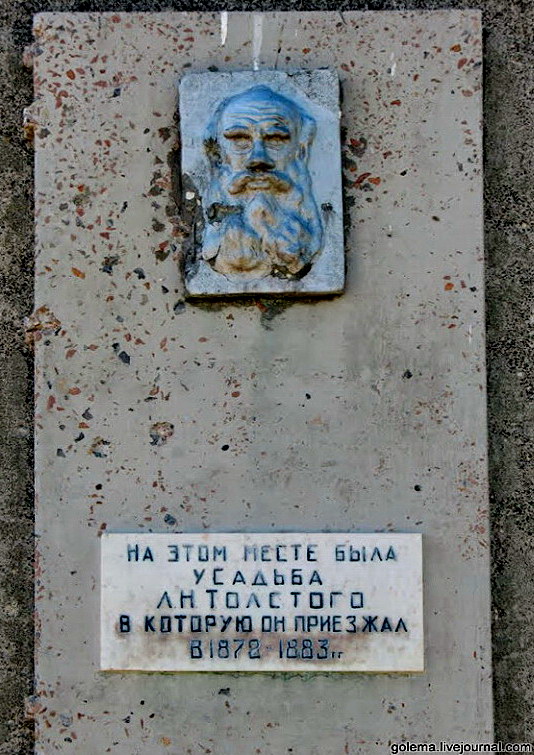 НА ЭТОМ МЕСТЕ БЫЛА
УСАДЬБА
Л.Н.ТОЛСТОГО
В КОТОРУЮ ОН ПРИЕЗЖАЛ
В 1872 - 1883 гг
golema.livejournal.com